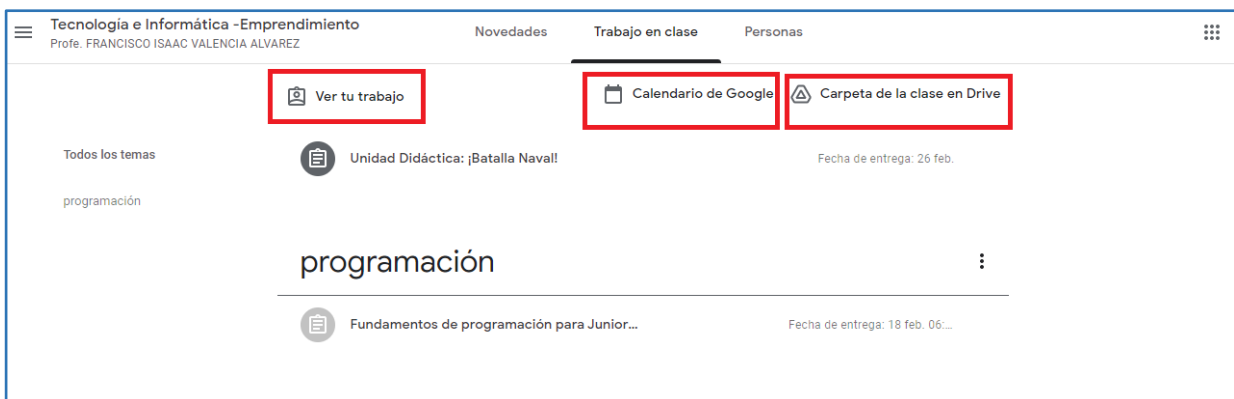 Tecnología e Informática -Emprendimiento
Profe. FRANCISCO ISAAC VALENCIA ALVAREZ
Novedades
Trabajo en clase
Personas
Ver tu trabajo
Calendario de Google
Carpeta de la clase en Drive
Todos los temas
programación
Unidad Didáctica: ¡Batalla Naval!
Fecha de entrega: 26 feb.
programación
Fundamentos de programación para Junior...
Fecha de entrega: 18 feb. 06:...